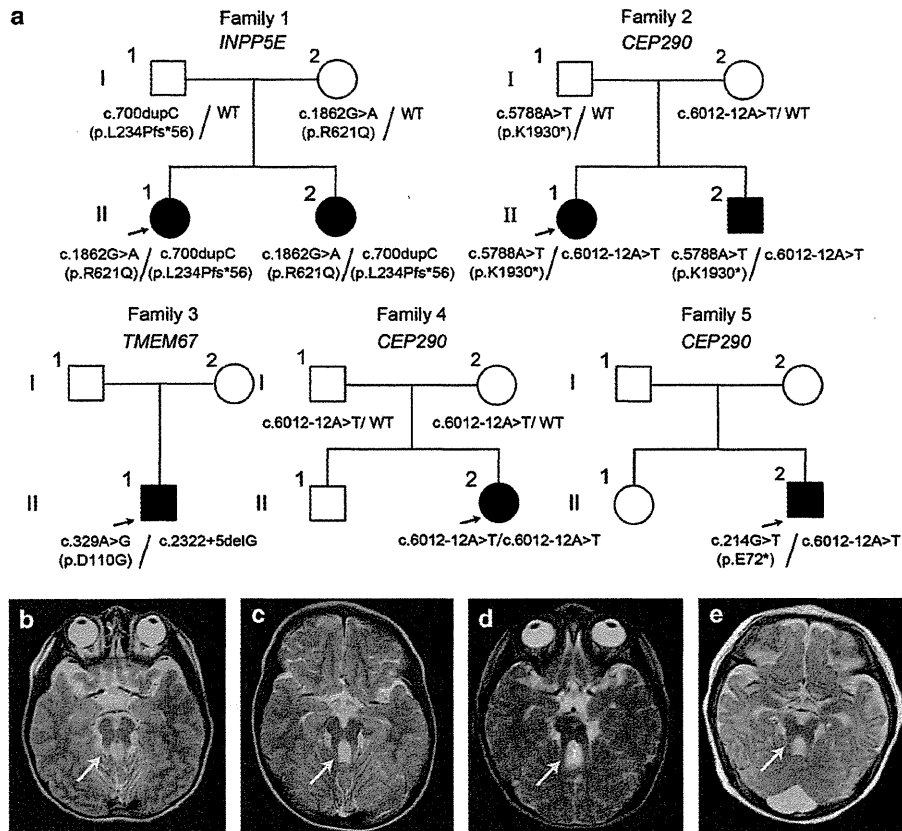 a
Family 1
INPP5E
Family 2
CEP290
1
2
1
2
I
I
c.700dupC
(p.L234Pfs*56) / WT
c.1862G>A
(p.R621Q) / WT
c.5788A>T
(p.K1930*) / WT
c.6012-12A>T/ WT
1
2
1
2
II
II
c.1862G>A
(p.R621Q) / c.700dupC
(p.L234Pfs*56)
c.1862G>A
(p.R621Q) / c.700dupC
(p.L234Pfs*56)
c.5788A>T
(p.K1930*) / c.6012-12A>T
c.5788A>T
(p.K1930*) / c.6012-12A>T
Family 3
TMEM67
Family 4
CEP290
Family 5
CEP290
1
2
1
2
1
2
I
I
I
c.6012-12A>T/ WT
c.6012-12A>T/ WT
1
1
2
1
2
II
II
II
c.329A>G
(p.D110G) / c.2322+5delG
c.6012-12A>T/c.6012-12A>T
c.214G>T
(p.E72*) / c.6012-12A>T
b
c
d
e